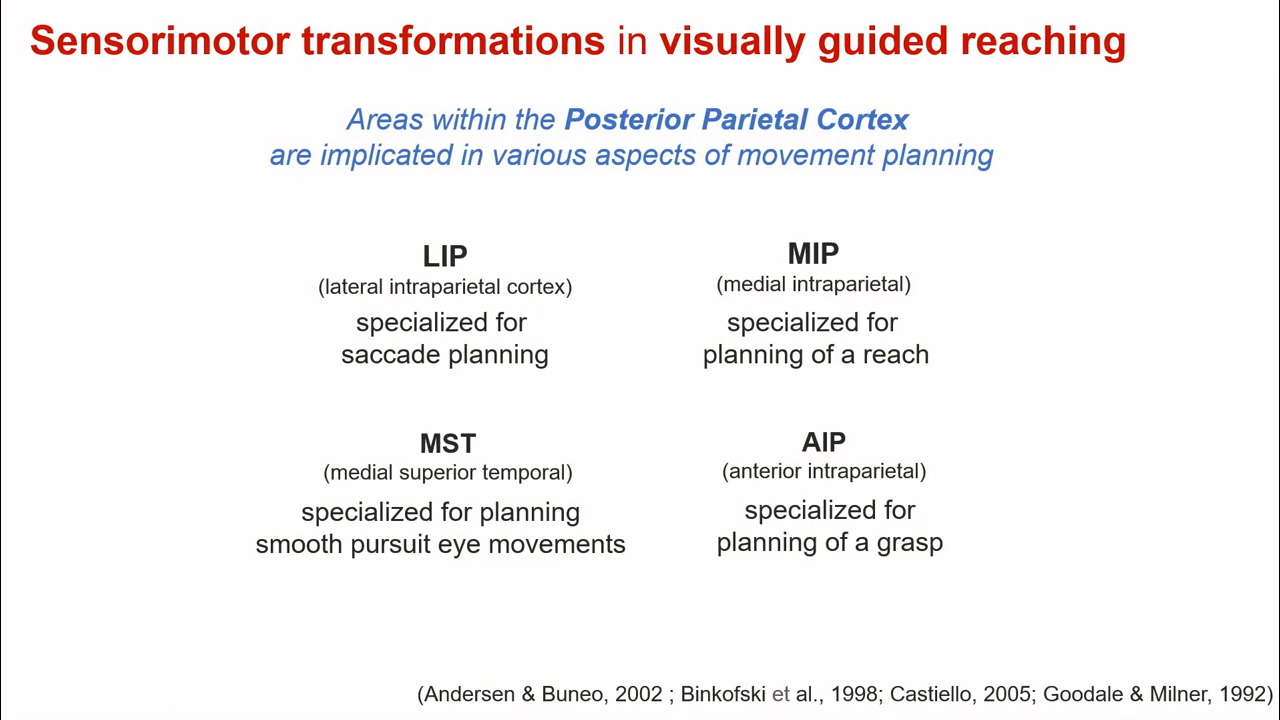 Sensorimotor transformations in visually guided reaching
Areas within the Posterior Parietal Cortex
are implicated in various aspects of movement planning
LIP
(lateral intraparietal cortex)
specialized for
saccade planning
MIP
(medial intraparietal)
specialized for
planning of a reach
MST
(medial superior temporal)
specialized for planning
smooth pursuit eye movements
AIP
(anterior intraparietal)
specialized for
planning of a grasp
(Andersen & Buneo, 2002 ; Binkofski et al., 1998; Castiello, 2005; Goodale & Milner, 1992)